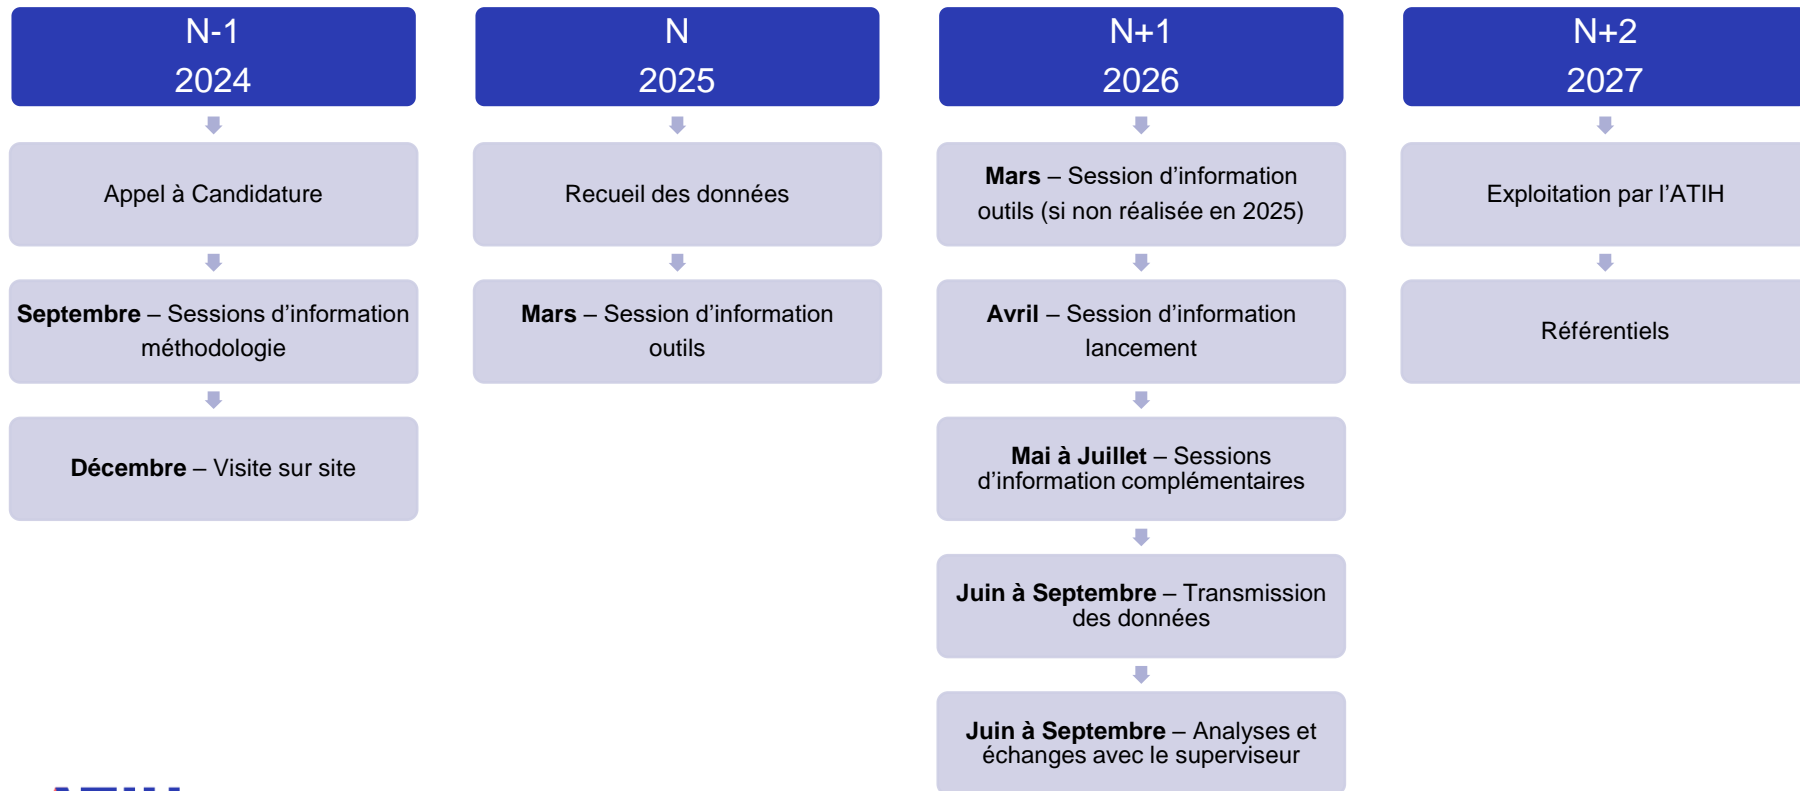 N-1
2024
Appel à Candidature
Septembre – Sessions d’information
méthodologie
Décembre – Visite sur site
N
2025
Recueil des données
Mars – Session d’information
outils
N+1
2026
Mars – Session d’information
outils (si non réalisée en 2025)
Avril – Session d’information
lancement
Mai à Juillet – Sessions
d’information complémentaires
Juin à Septembre – Transmission
des données
Juin à Septembre – Analyses et
échanges avec le superviseur
N+2
2027
Exploitation par l’ATIH
Référentiels